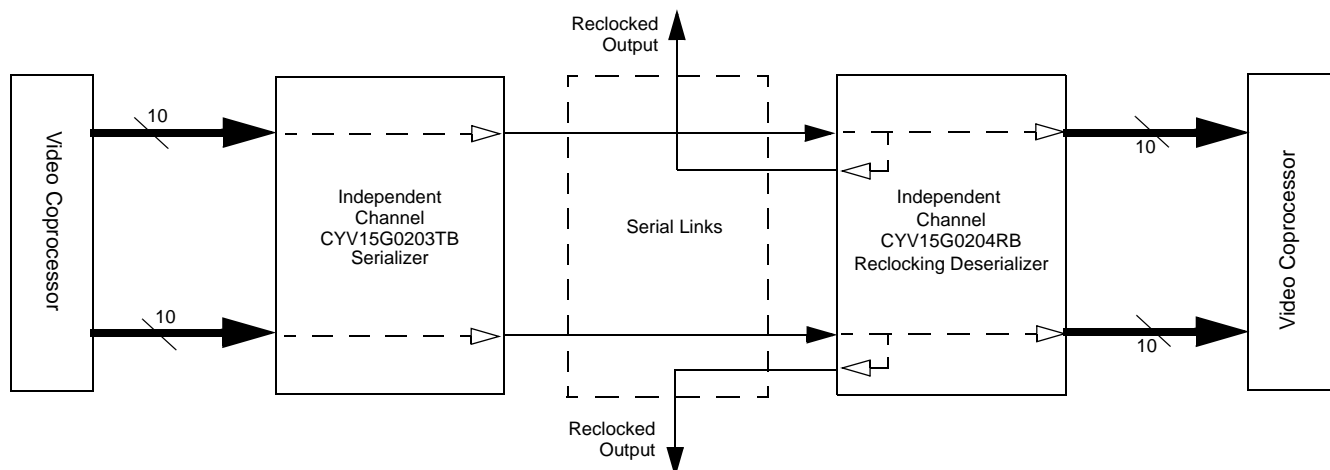 Reclocked
Output
Video Coprocessor
10
10
Independent
Channel
CYV15G0203TB
Serializer
Serial Links
Independent
Channel
CYV15G0204RB
Reclocking Deserializer
10
10
Video Coprocessor
Reclocked
Output